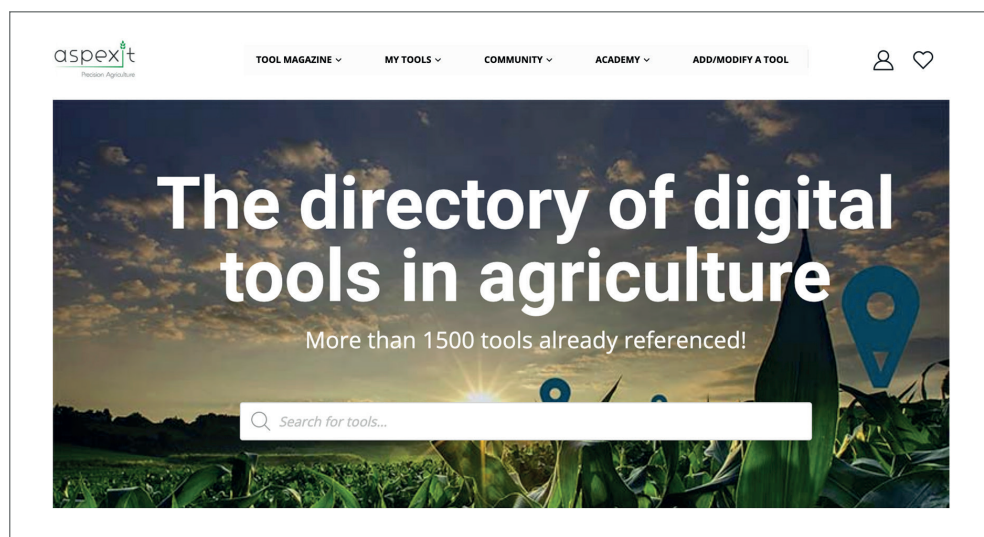 aspexit
Precision Agriculture
TOOL MAGAZINE
MY TOOLS
COMMUNITY
ACADEMY
ADD/MODIFY A TOOL
The directory of digital
tools in agriculture
More than 1500 tools already referenced!
Search for tools...